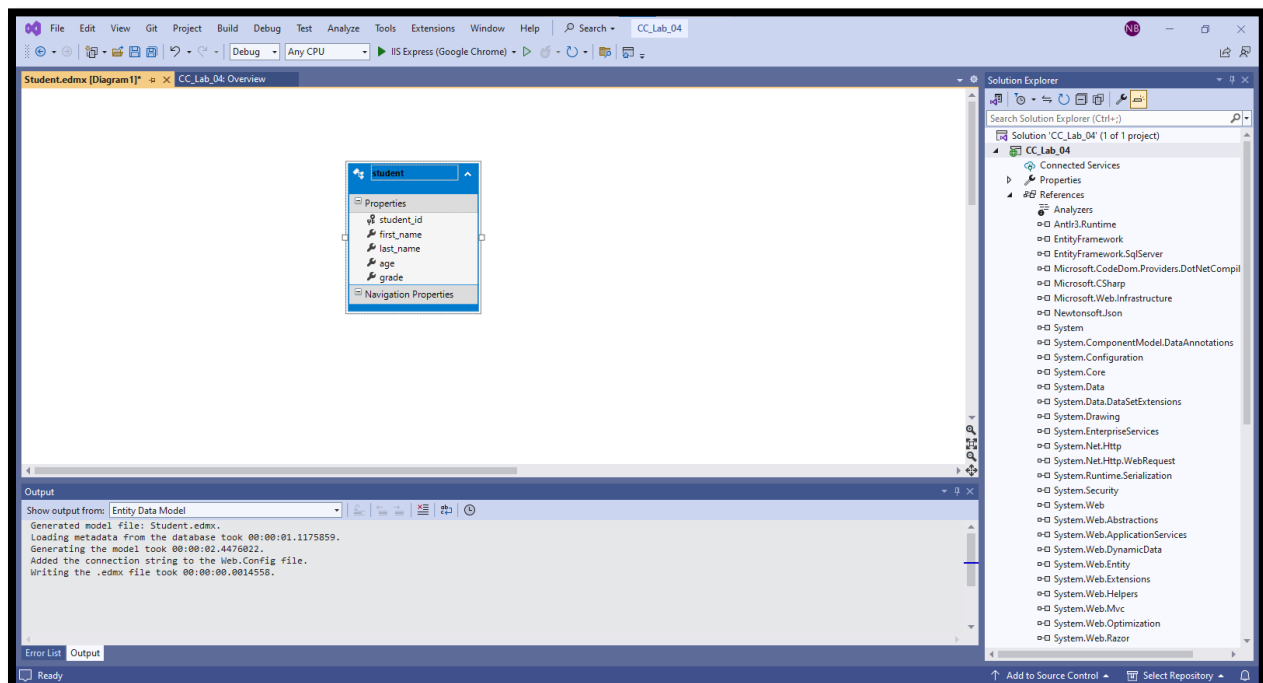 File Edit View Git Project Build Debug Test Analyze Tools Extensions Window Help Search CC_Lab_04 NB
Debug Any CPU IIS Express (Google Chrome)
Student.edmx [Diagram1]* CC_Lab_04: Overview
student
Properties
student_id
first_name
last_name
age
grade
Navigation Properties
Output
Show output from: Entity Data Model
Generated model file: Student.edmx.
Loading metadata from the database took 00:00:01.1175859.
Generating the model took 00:00:02.4476022.
Added the connection string to the Web.Config file.
Writing the .edmx file took 00:00:00.0014558.
Error List Output
Ready
Solution Explorer
Search Solution Explorer (Ctrl+;)
Solution 'CC_Lab_04' (1 of 1 project)
CC_Lab_04
Connected Services
Properties
References
Analyzers
Antlr3.Runtime
EntityFramework
EntityFramework.SqlServer
Microsoft.CodeDom.Providers.DotNetCompil
Microsoft.CSharp
Microsoft.Web.Infrastructure
Newtonsoft.Json
System
System.ComponentModel.DataAnnotations
System.Configuration
System.Core
System.Data
System.Data.DataSetExtensions
System.Drawing
System.EnterpriseServices
System.Net.Http
System.Net.Http.WebRequest
System.Runtime.Serialization
System.Security
System.Web
System.Web.Abstractions
System.Web.ApplicationServices
System.Web.DynamicData
System.Web.Entity
System.Web.Extensions
System.Web.Helpers
System.Web.Mvc
System.Web.Optimization
System.Web.Razor
Add to Source Control Select Repository